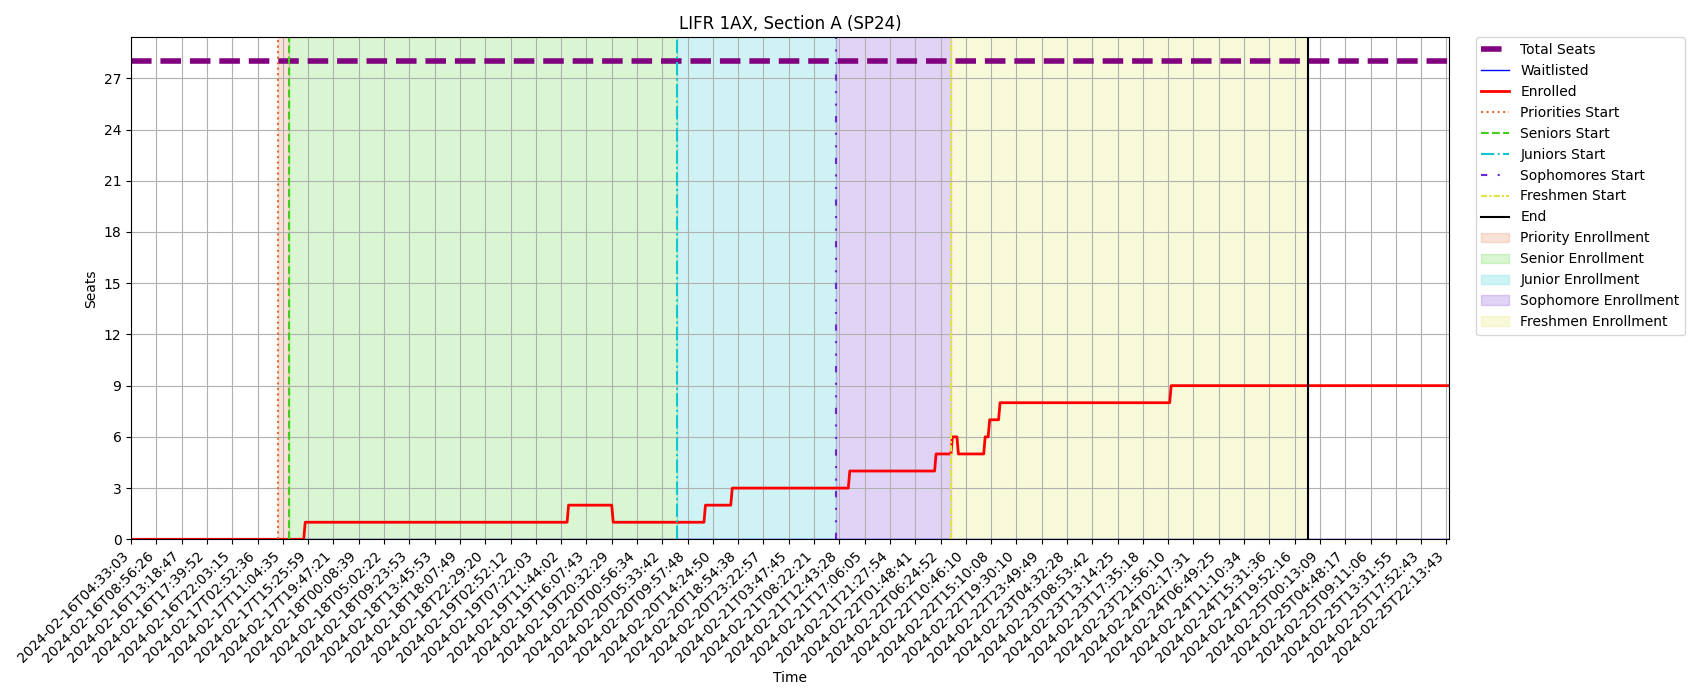 LIFR 1AX, Section A (SP24)
Seats
27
24
21
18
15
12
9
6
3
0
2024-02-16T04:33:03
2024-02-16T08:56:26
2024-02-16T13:18:47
2024-02-16T17:39:52
2024-02-16T22:03:15
2024-02-17T02:52:36
2024-02-17T11:04:35
2024-02-17T15:25:59
2024-02-17T19:47:21
2024-02-18T00:08:39
2024-02-18T05:02:22
2024-02-18T09:23:53
2024-02-18T13:45:53
2024-02-18T18:07:49
2024-02-18T22:29:20
2024-02-19T02:52:12
2024-02-19T07:22:03
2024-02-19T11:44:02
2024-02-19T16:07:43
2024-02-19T20:32:29
2024-02-20T00:56:34
2024-02-20T05:33:42
2024-02-20T09:57:48
2024-02-20T14:24:50
2024-02-20T18:54:38
2024-02-20T23:22:57
2024-02-21T03:47:45
2024-02-21T08:22:21
2024-02-21T12:43:28
2024-02-21T17:06:05
2024-02-21T21:27:54
2024-02-22T01:48:41
2024-02-22T06:24:52
2024-02-22T10:46:10
2024-02-22T15:10:08
2024-02-22T19:30:10
2024-02-22T23:49:49
2024-02-23T04:32:28
2024-02-23T08:53:42
2024-02-23T13:14:25
2024-02-23T17:35:18
2024-02-23T21:56:10
2024-02-24T02:17:31
2024-02-24T06:49:25
2024-02-24T11:10:34
2024-02-24T15:31:36
2024-02-24T19:52:16
2024-02-25T00:13:09
2024-02-25T04:48:17
2024-02-25T09:11:06
2024-02-25T13:31:55
2024-02-25T17:52:43
2024-02-25T22:13:43
Time
Total Seats
Waitlisted
Enrolled
Priorities Start
Seniors Start
Juniors Start
Sophomores Start
Freshmen Start
End
Priority Enrollment
Senior Enrollment
Junior Enrollment
Sophomore Enrollment
Freshmen Enrollment